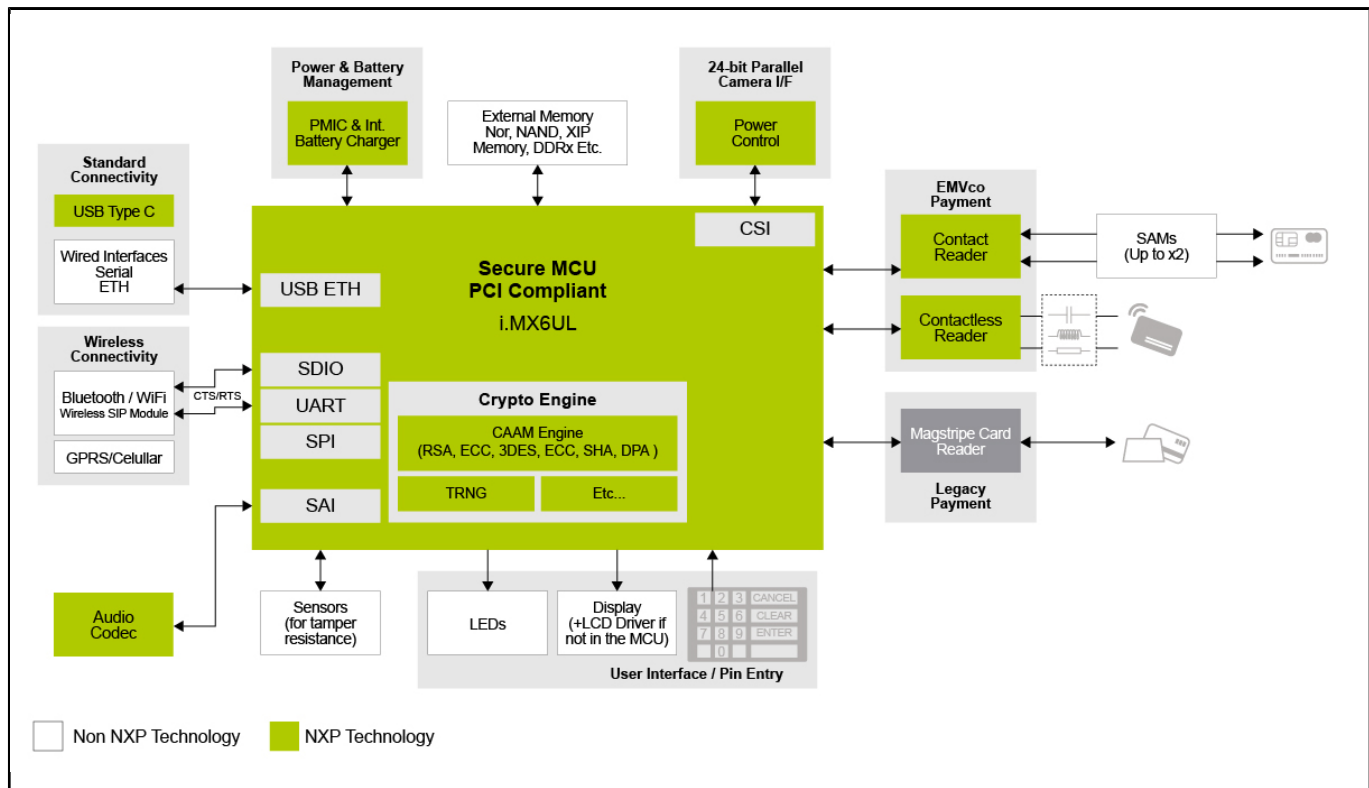 Power & Battery
Management
PMIC & Int.
Battery Charger
External Memory
Nor, NAND, XIP
Memory, DDRx Etc.
24-bit Parallel
Camera I/F
Power
Control
Standard
Connectivity
USB Type C
Wired Interfaces
Serial
ETH
Wireless
Connectivity
Bluetooth / WiFi
Wireless SIP Module
CTS/RTS
GPRS/Celullar
Audio
Codec
CSI
Secure MCU
PCI Compliant
i.MX6UL
USB ETH
SDIO
UART
SPI
SAI
Crypto Engine
CAAM Engine
(RSA, ECC, 3DES, ECC, SHA, DPA )
TRNG
Etc...
EMVco
Payment
Contact
Reader
SAMs
(Up to x2)
Contactless
Reader
Magstripe Card
Reader
Legacy
Payment
Sensors
(for tamper
resistance)
LEDs
Display
(+LCD Driver if
not in the MCU)
1 2 3 CANCEL
4 5 6 CLEAR
7 8 9 ENTER
0
User Interface / Pin Entry
Non NXP Technology
NXP Technology